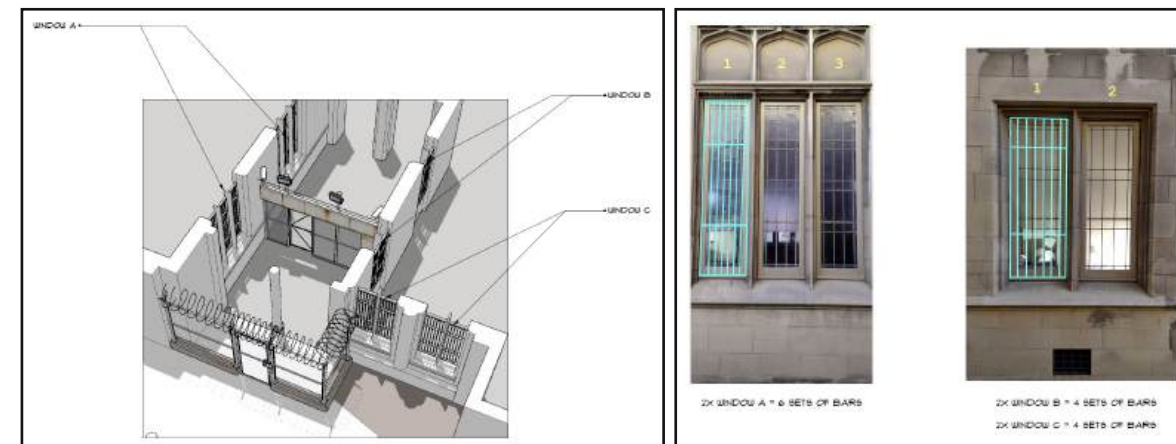 WINDOW A
WINDOW B
WINDOW C
1 2 3
1 2
2X WINDOW A = 6 SETS OF BARS
2X WINDOW B = 4 SETS OF BARS
2X WINDOW C = 4 SETS OF BARS